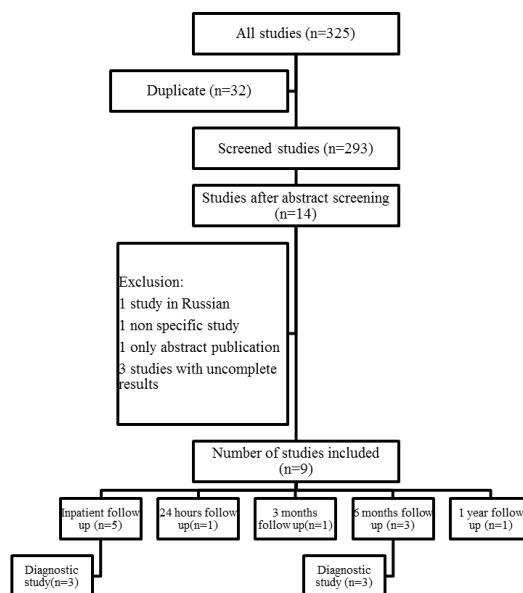 All studies (n=325)
Duplicate (n=32)
Screened studies (n=293)
Studies after abstract screening
(n=14)
Exclusion:
1 study in Russian
1 non specific study
1 only abstract publication
3 studies with uncomplete
results
Number of studies included
(n=9)
Inpatient follow
up (n=5)
24 hours follow
up(n=1)
3 months
follow up(n=1)
6 months follow
up (n=3)
1 year follow
up (n=1)
Diagnostic
study(n=3)
Diagnostic
study (n=3)